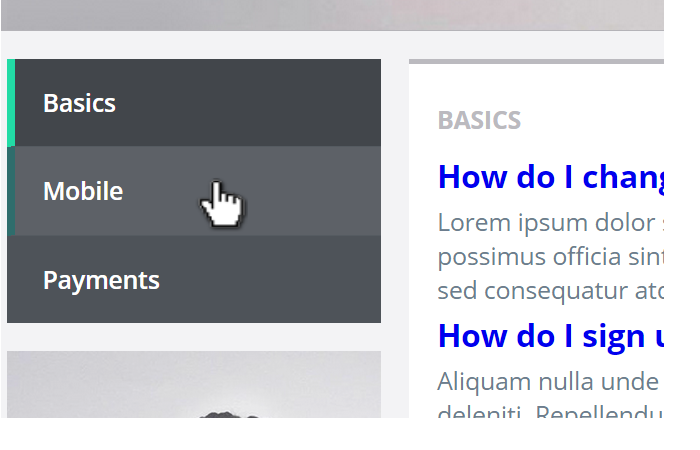 Basics
Mobile
Payments
BASICS
How do I chang
Lorem ipsum dolor
possimus officia sint
sed consequatur
How do I sign
Aliquam nulla unde
deleniti. Repellendu